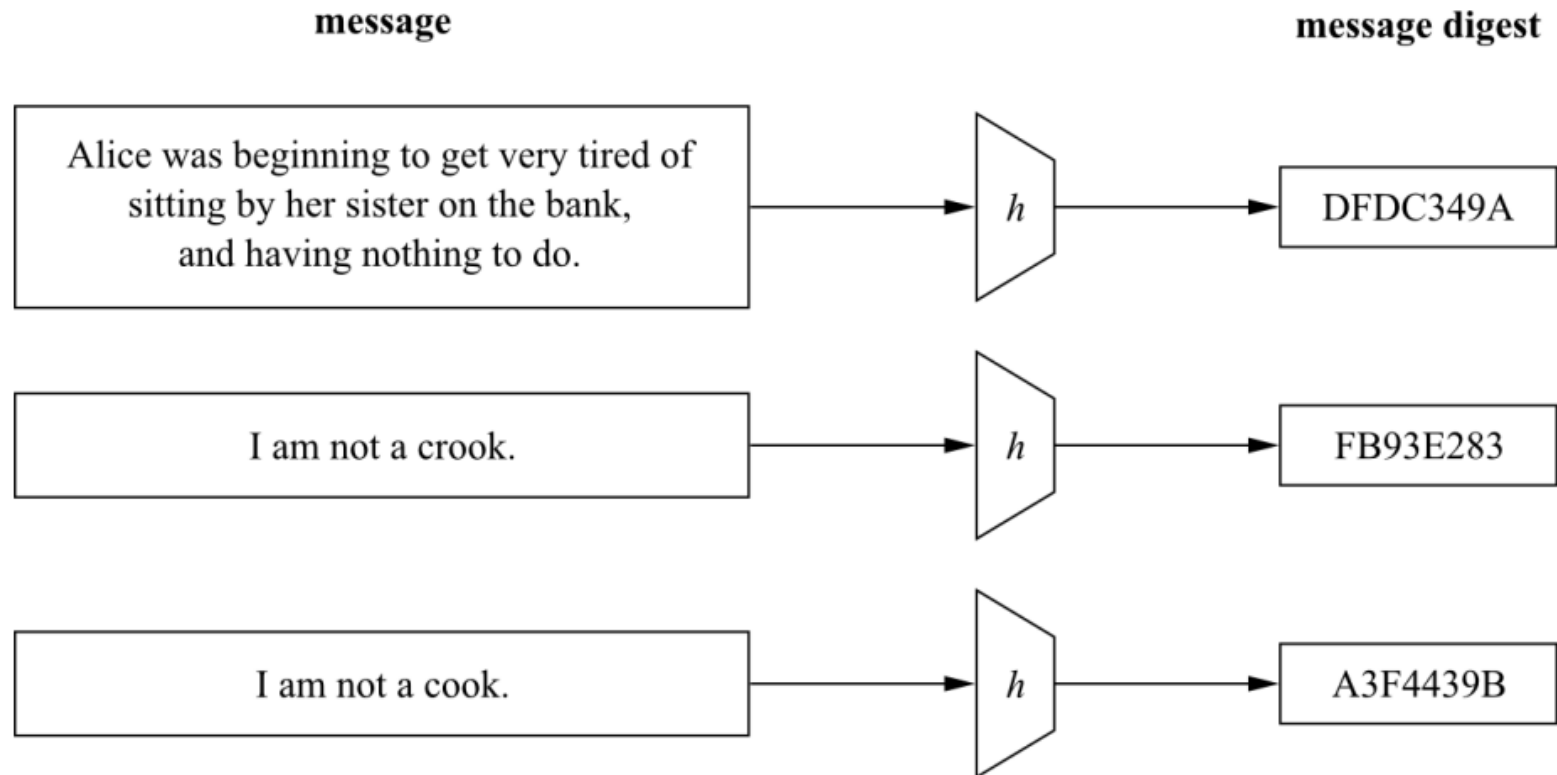 message
message digest
Alice was beginning to get very tired of
sitting by her sister on the bank,
and having nothing to do.
h
DFDC349A
I am not a crook.
h
FB93E283
I am not a cook.
h
A3F4439B